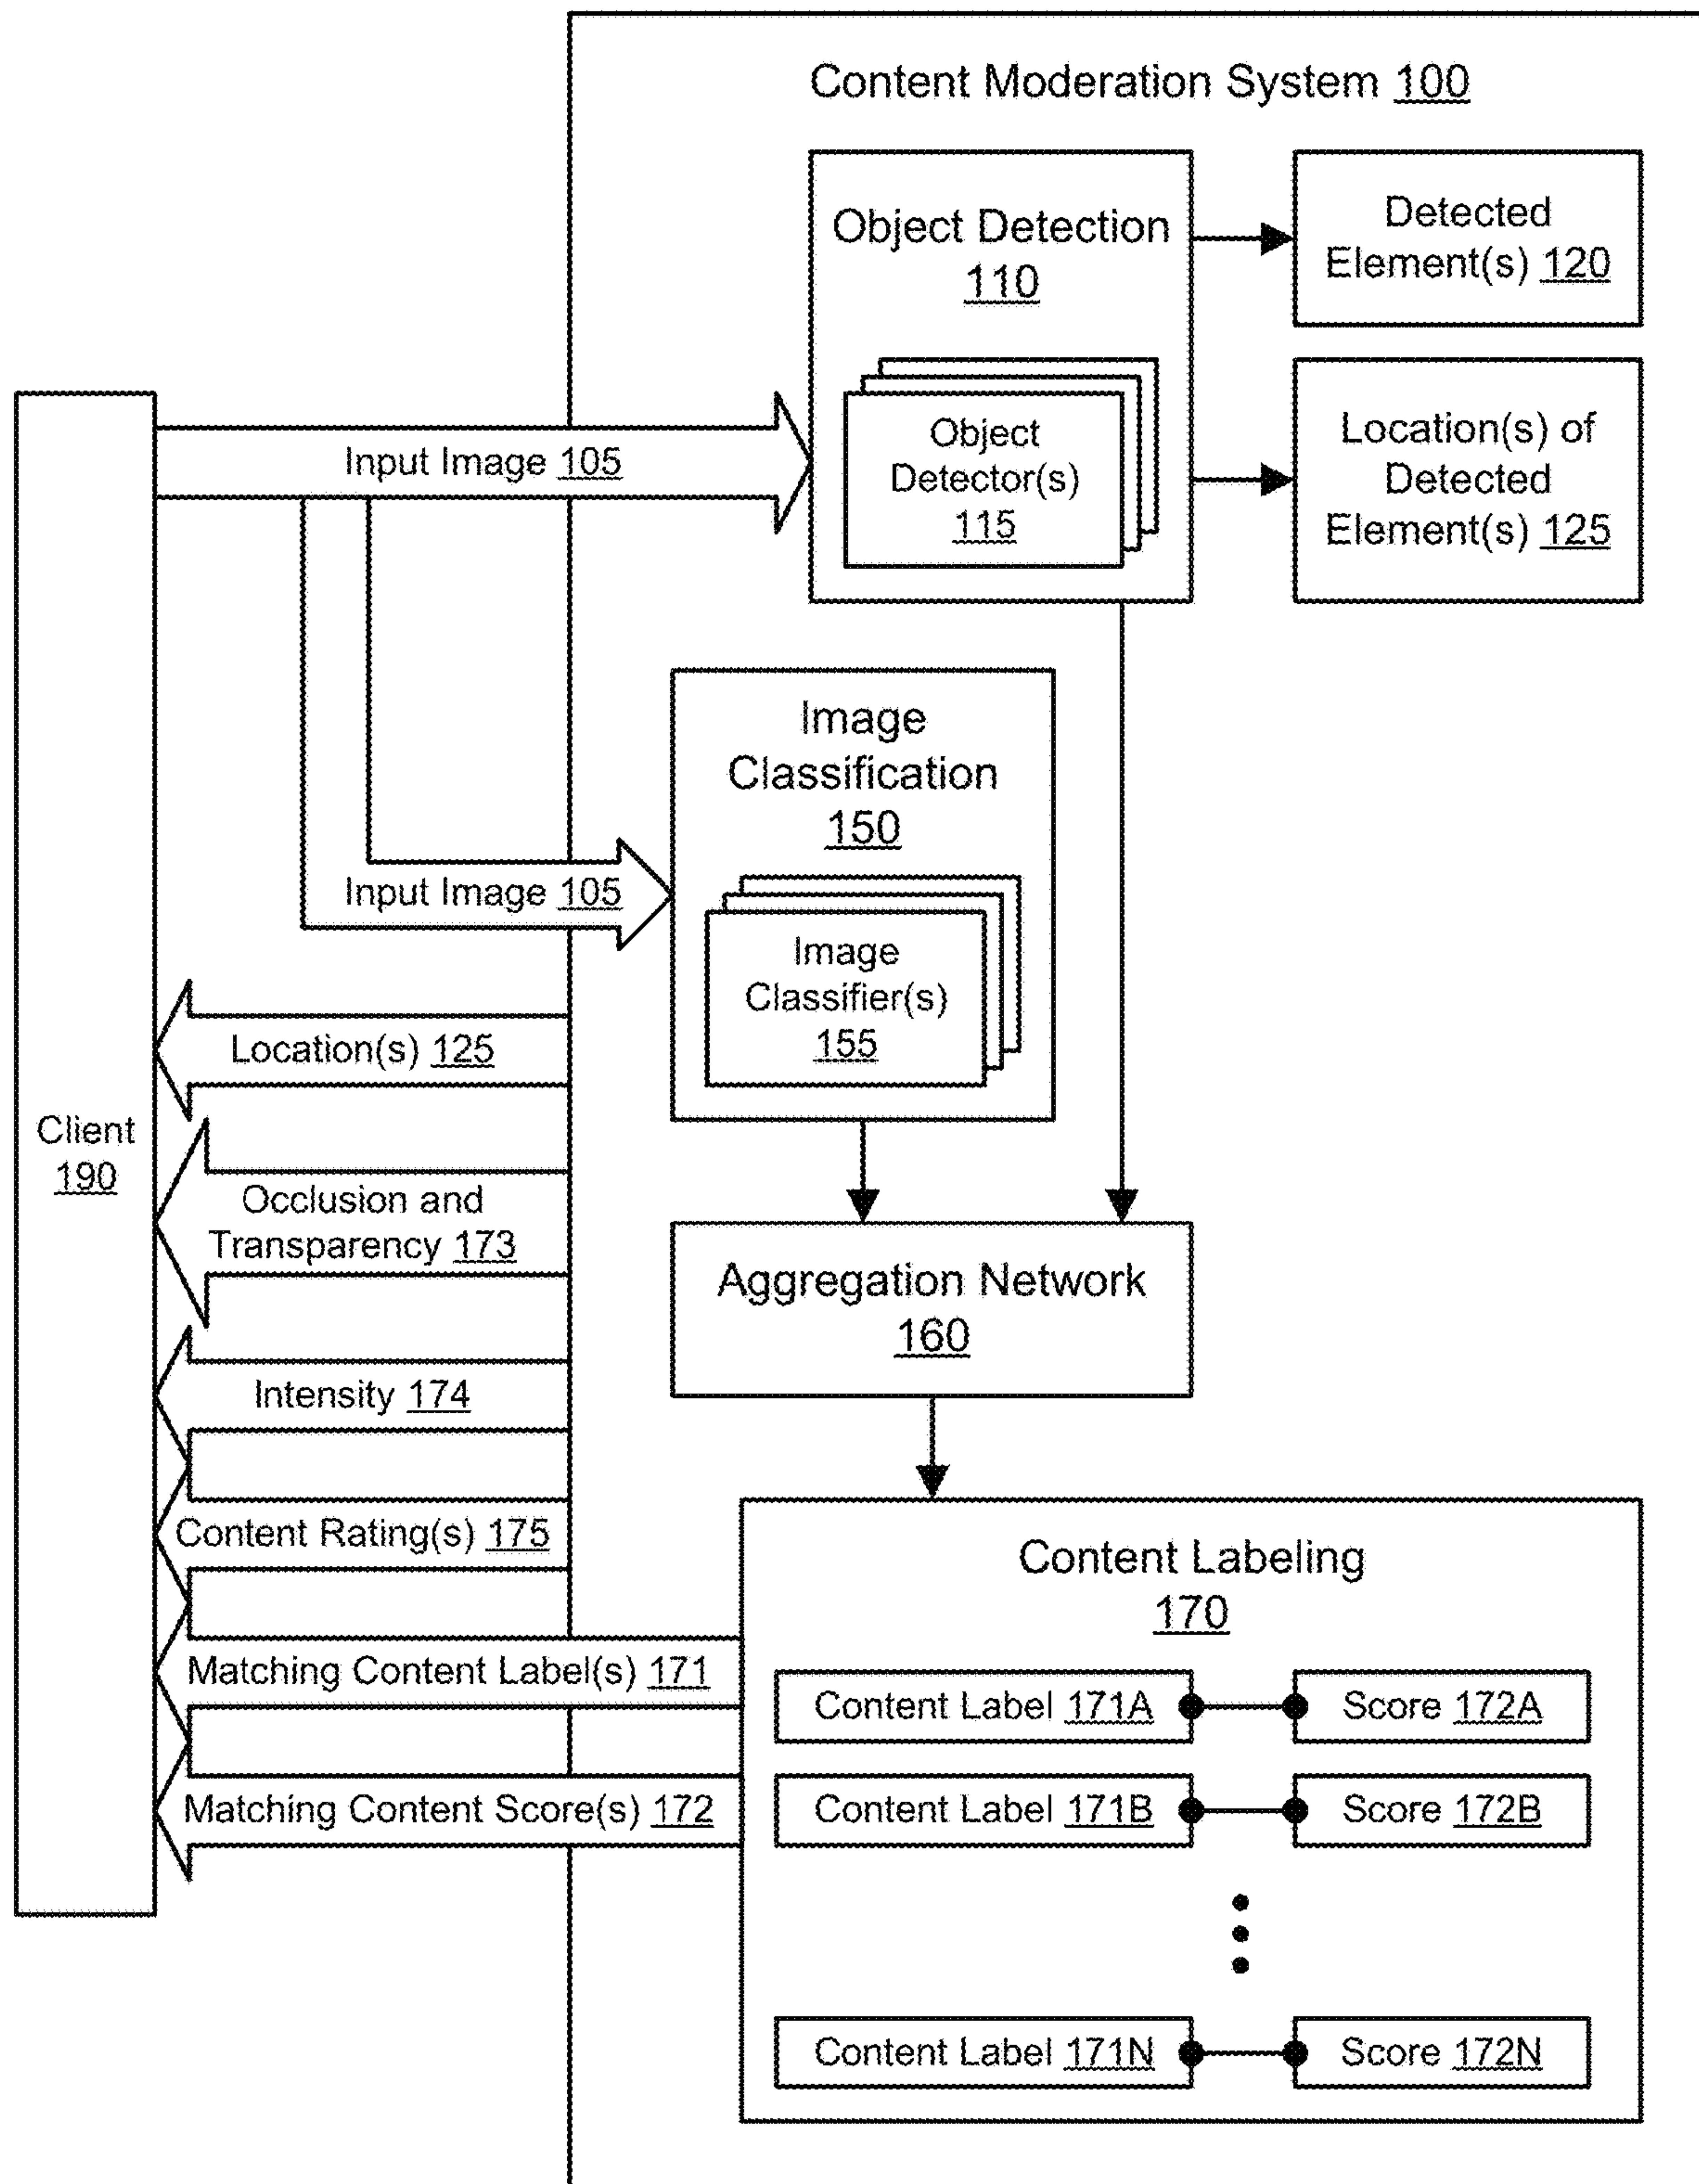 Content Moderation System 100
Object Detection
110
Object
Detector(s)
115
Detected
Element(s) 120
Location(s) of
Detected
Element(s) 125
Input Image 105
Image
Classification
150
Image
Classifier(s)
155
Input Image 105
Client
190
Location(s) 125
Occlusion and
Transparency 173
Intensity 174
Content Rating(s) 175
Matching Content Label(s) 171
Matching Content Score(s) 172
Aggregation Network
160
Content Labeling
170
Content Label 171A
Score 172A
Content Label 171B
Score 172B
Content Label 171N
Score 172N